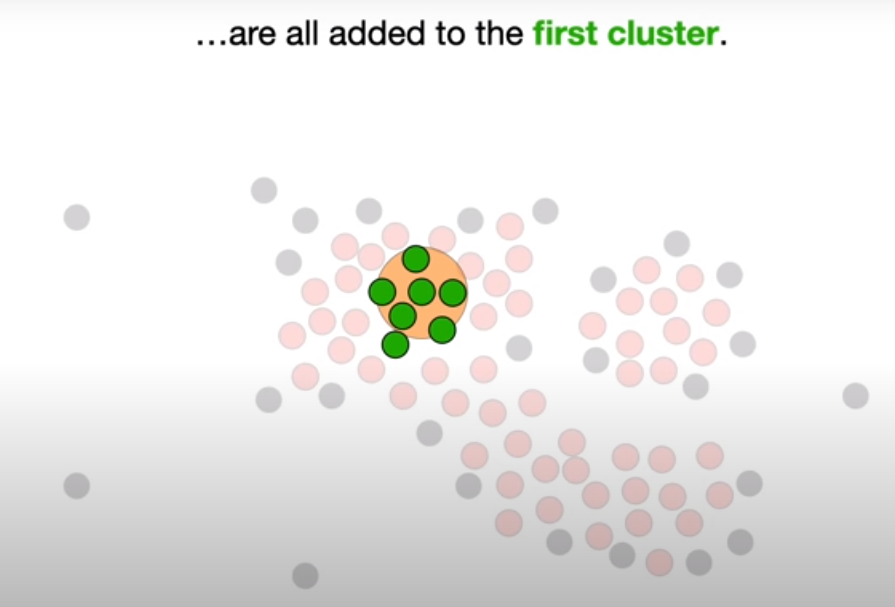 …are all added to the first cluster.